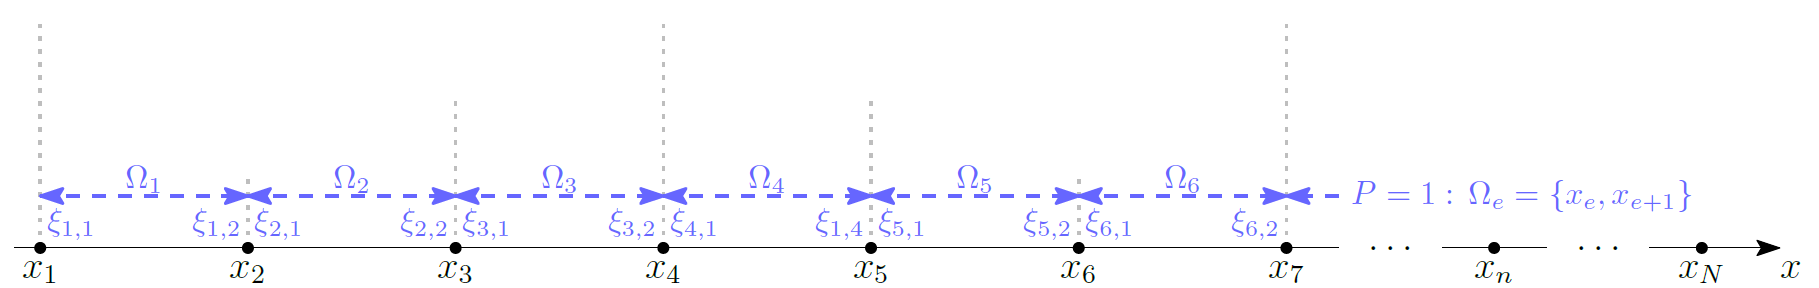 Ω₁ Ω₂ Ω₃ Ω₄ Ω₅ Ω₆ P = 1 : Ωₑ = {xₑ, xₑ₊₁}
ξ₁,₁ ξ₁,₂ ξ₂,₁ ξ₂,₂ ξ₃,₁ ξ₃,₂ ξ₄,₁ ξ₁,₄ ξ₅,₁ ξ₅,₂ ξ₆,₁ ξ₆,₂
··· ···
x₁ x₂ x₃ x₄ x₅ x₆ x₇ xₙ x_N x